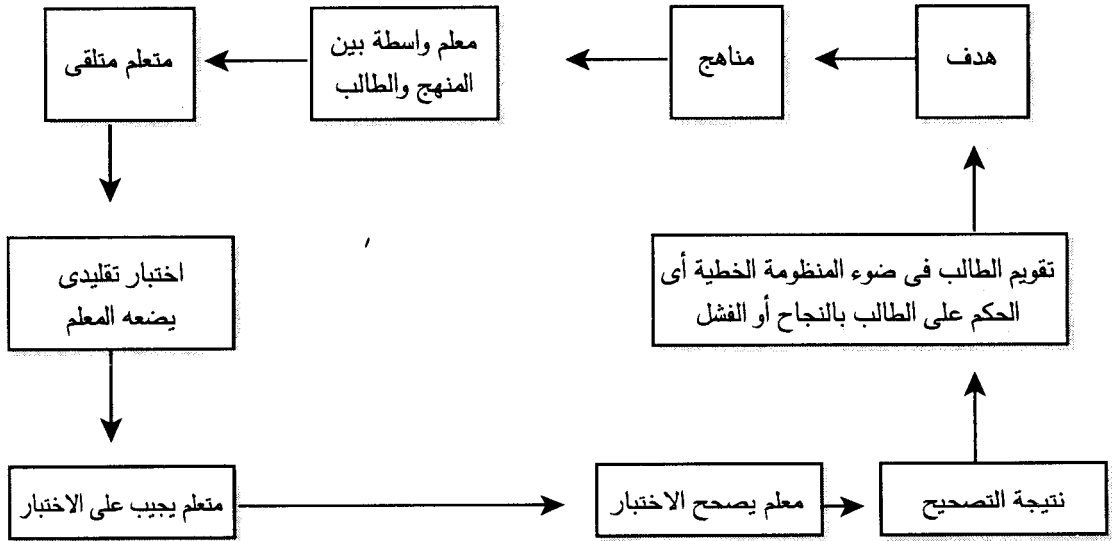 هدف
مناهج
معلم واسطة بين
المنهج والطالب
متعلم متلقى
اختبار تقليدى
يضعه المعلم
متعلم يجيب على الاختبار
معلم يصحح الاختبار
نتيجة التصحيح
تقويم الطالب فى ضوء المنظومة الخطية أى
الحكم على الطالب بالنجاح أو الفشل